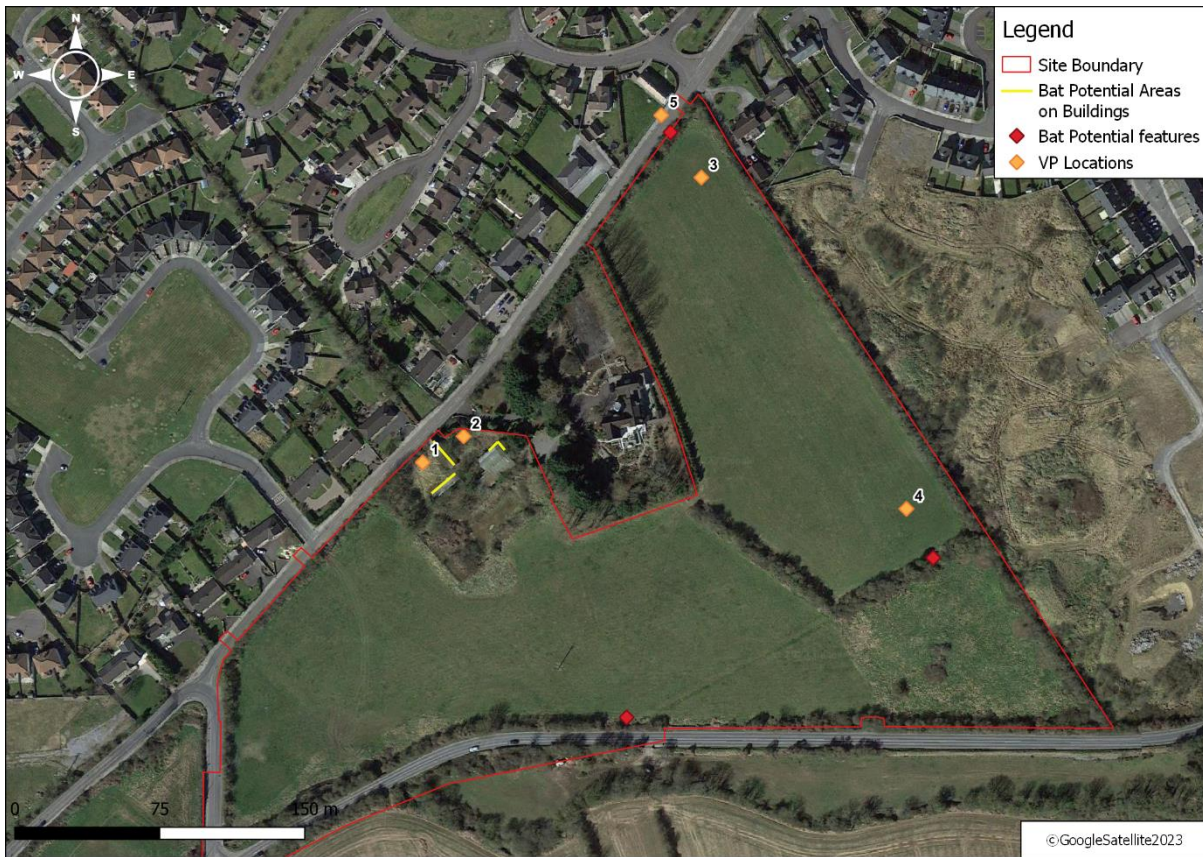 N
W E
S
Legend
Site Boundary
Bat Potential Areas
on Buildings
Bat Potential features
VP Locations
5
3
2
1
4
0 75 150 m
©GoogleSatellite2023